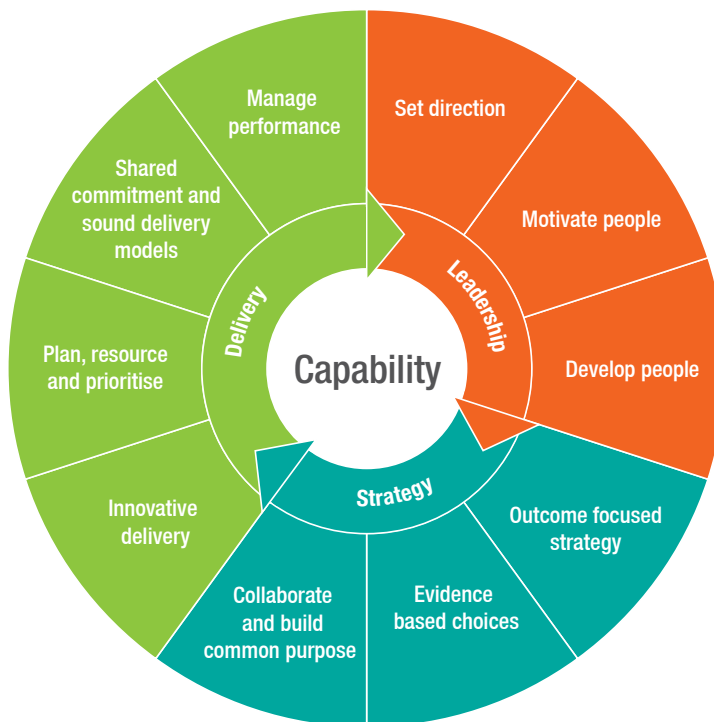 Manage
performance
Set direction
Shared
commitment and
sound delivery
models
Motivate people
Delivery
Leadership
Plan, resource
and prioritise
Capability
Develop people
Strategy
Innovative
delivery
Outcome focused
strategy
Collaborate
and build
common purpose
Evidence
based choices